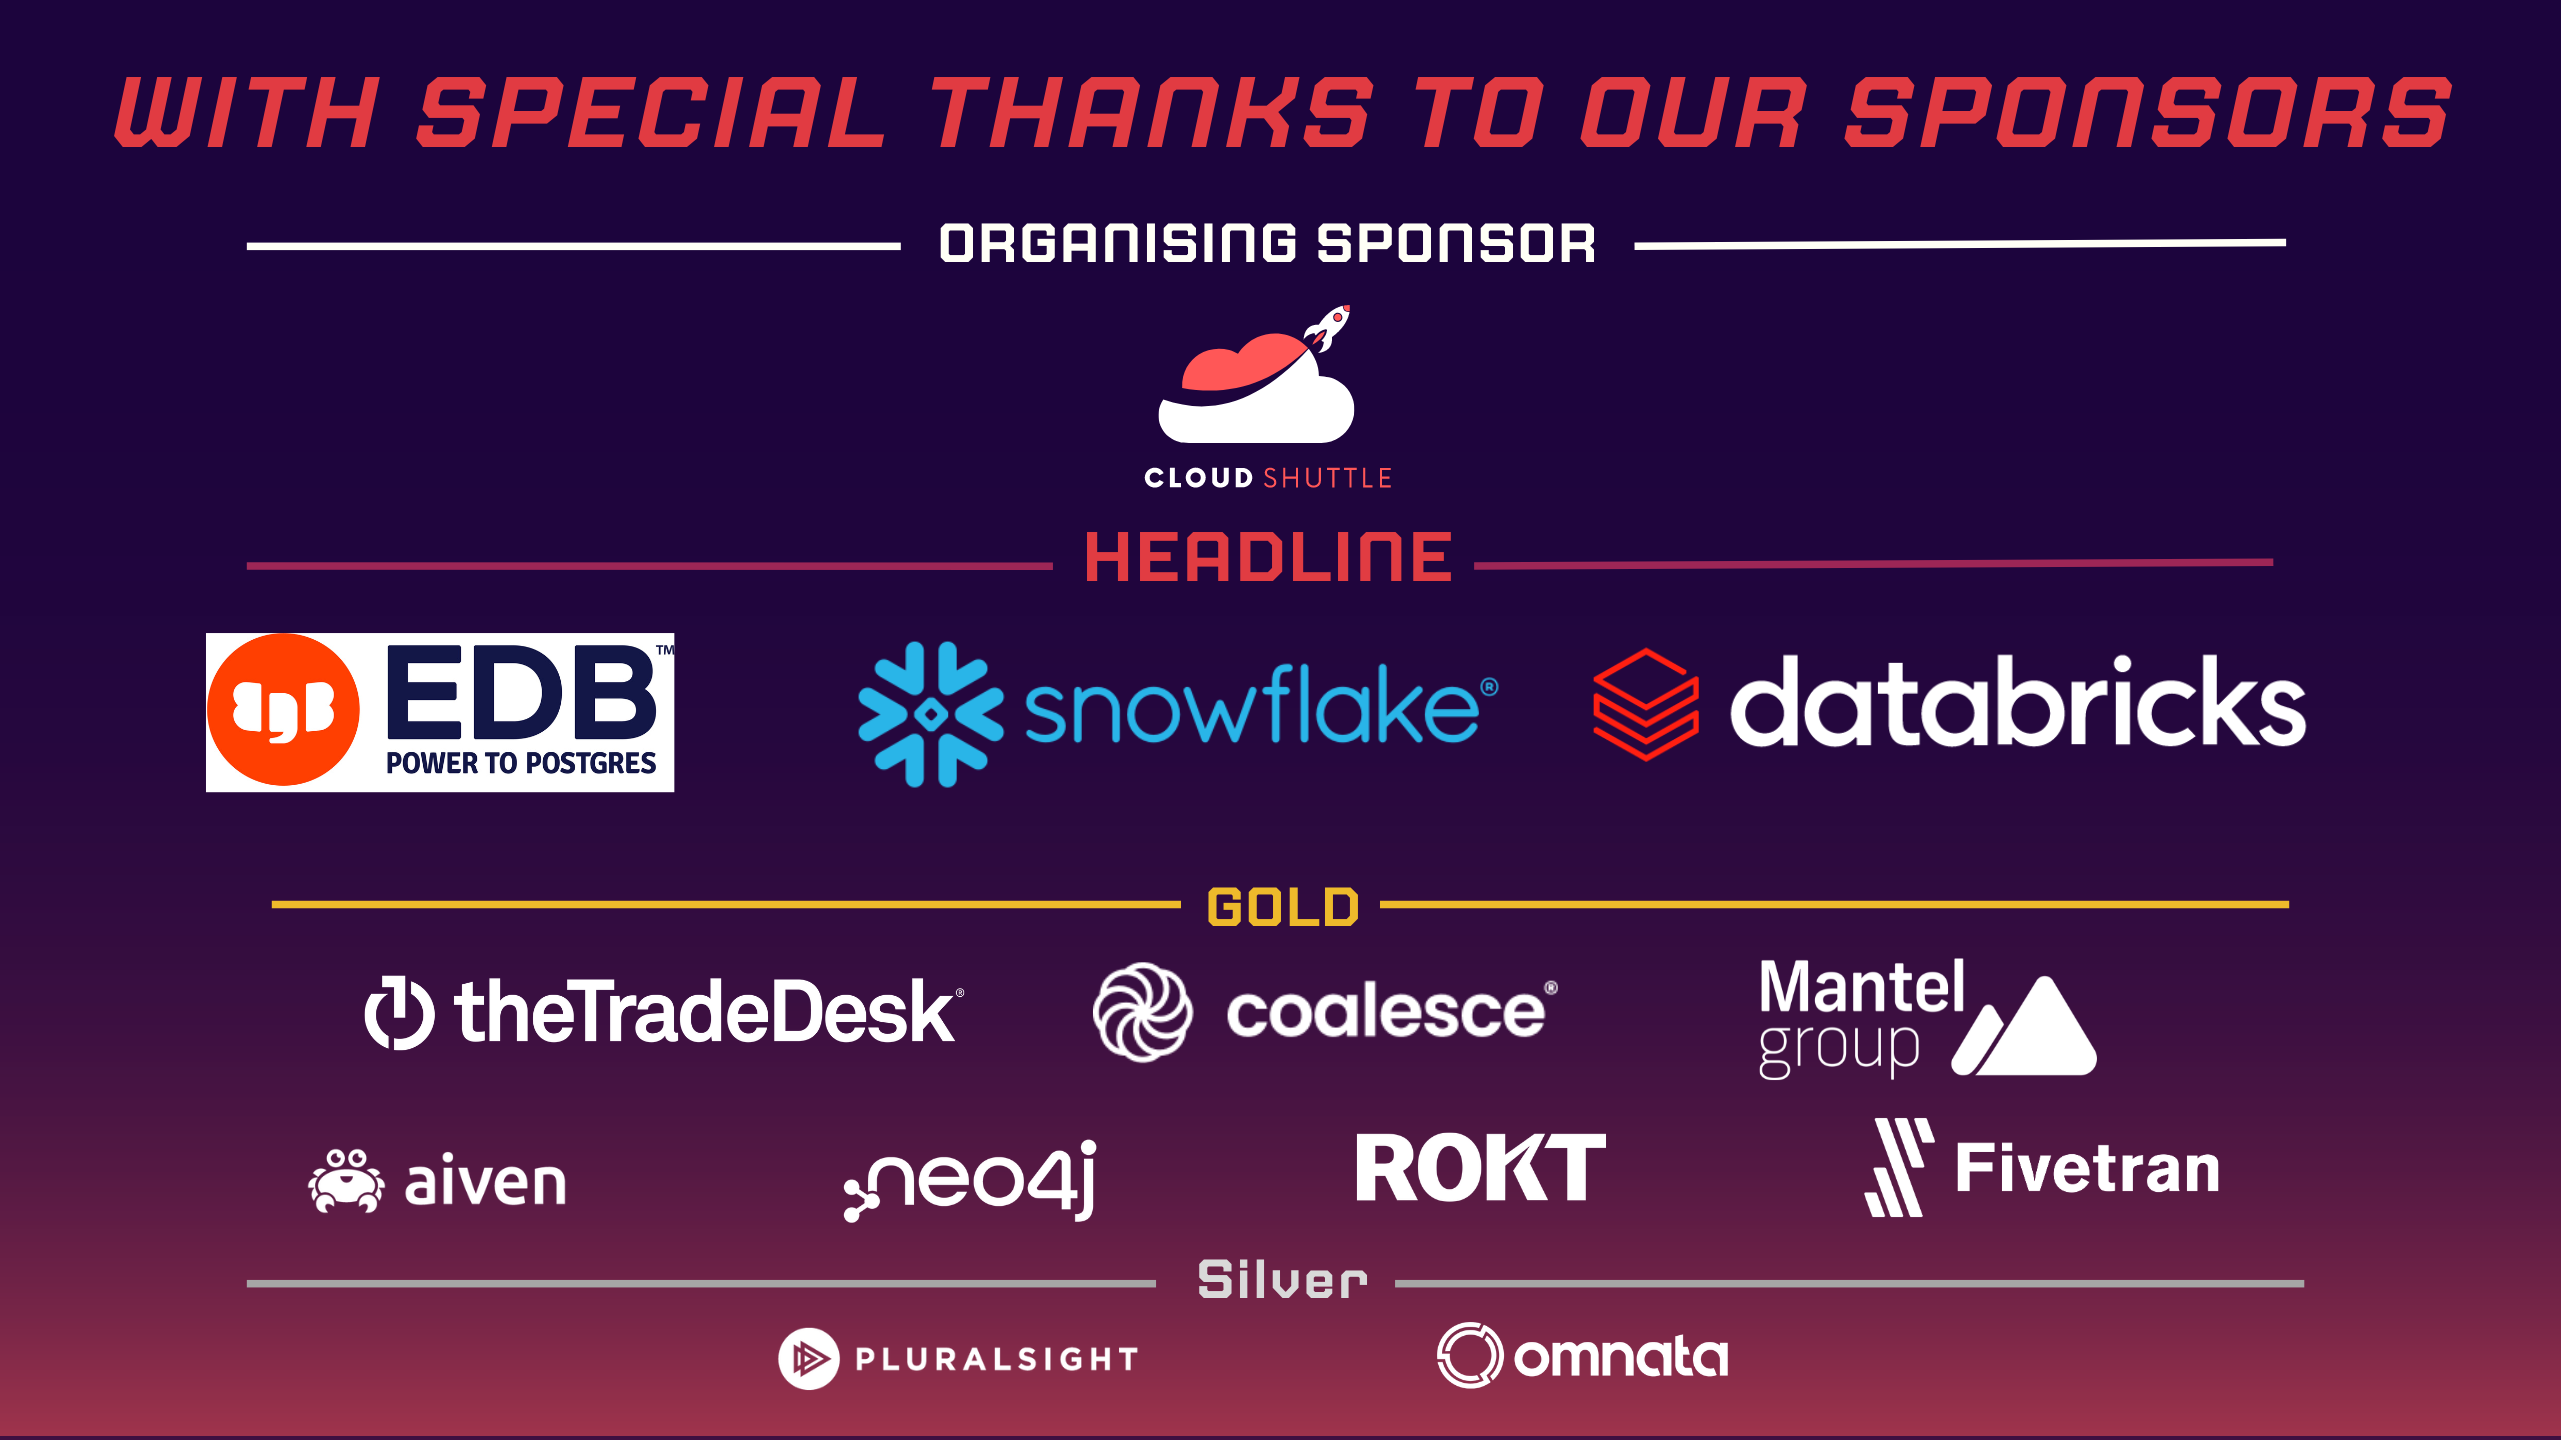 WITH SPECIAL THANKS TO OUR SPONSORS
ORGANISING SPONSOR
CLOUD SHUTTLE
HEADLINE
EDB™
POWER TO POSTGRES
snowflake®
databricks
GOLD
theTradeDesk®
coalesce®
Mantel
group
aiven
neo4j
ROKT
Fivetran
Silver
PLURALSIGHT
omnata